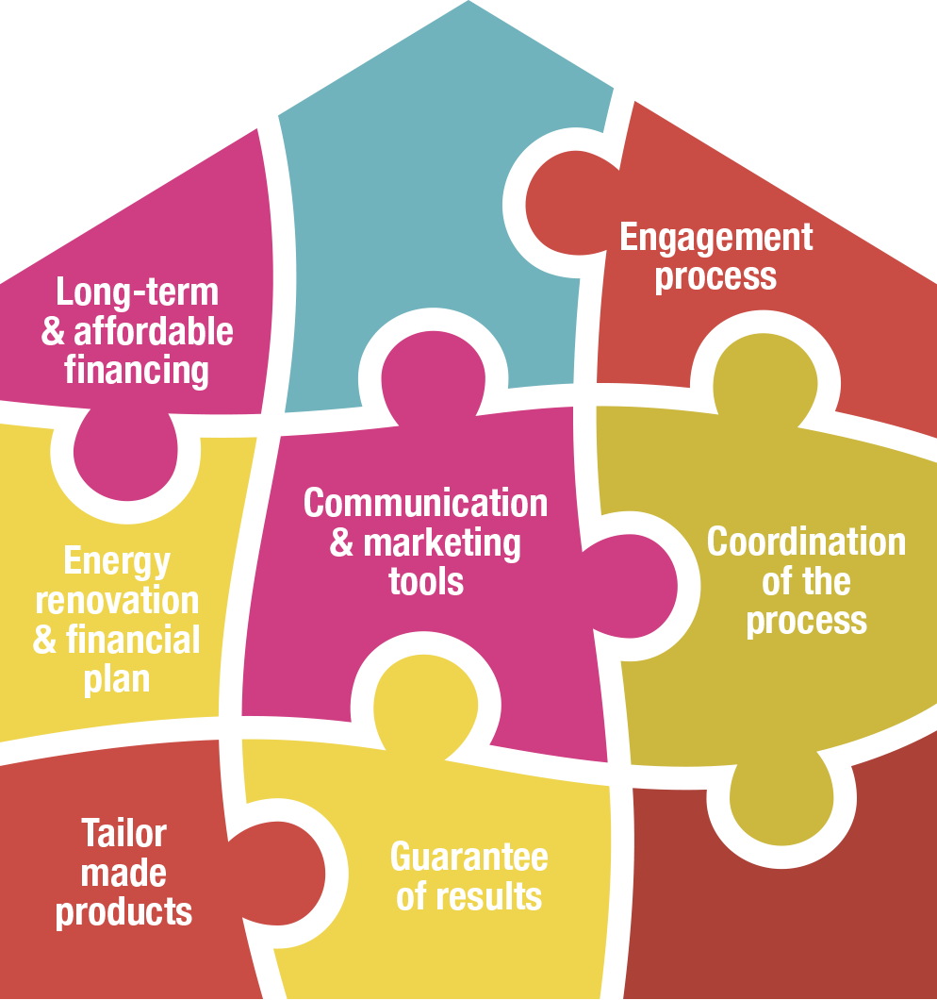 Long-term
& affordable
financing
Engagement
process
Energy
renovation
& financial
plan
Communication
& marketing
tools
Coordination
of the
process
Tailor
made
products
Guarantee
of results